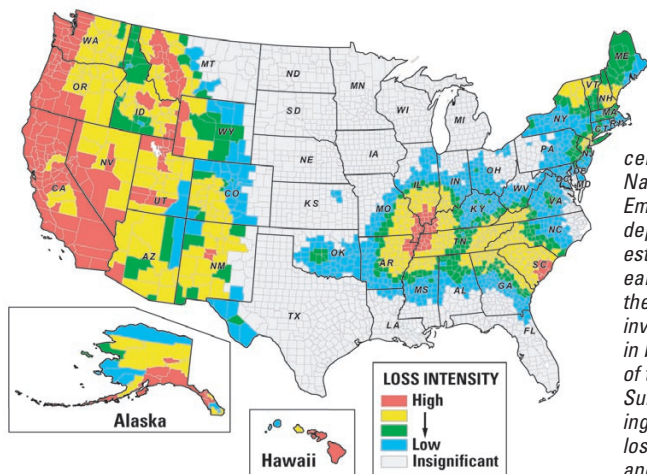 WA
MT
ND
MN
ME
OR
ID
SD
WI
MI
VT
NH
NY
MA
CT
WY
NE
IA
PA
NJ
NV
UT
CO
IL
IN
OH
WV
VA
MD
CA
KS
MO
KY
NC
AZ
NM
OK
AR
TN
SC
TX
MS
AL
GA
LA
FL
Alaska
Hawaii
LOSS INTENSITY
High
Low
Insignificant
cen
Na
Em
dep
est
ear
the
inv
in
of t
Su
ing
los